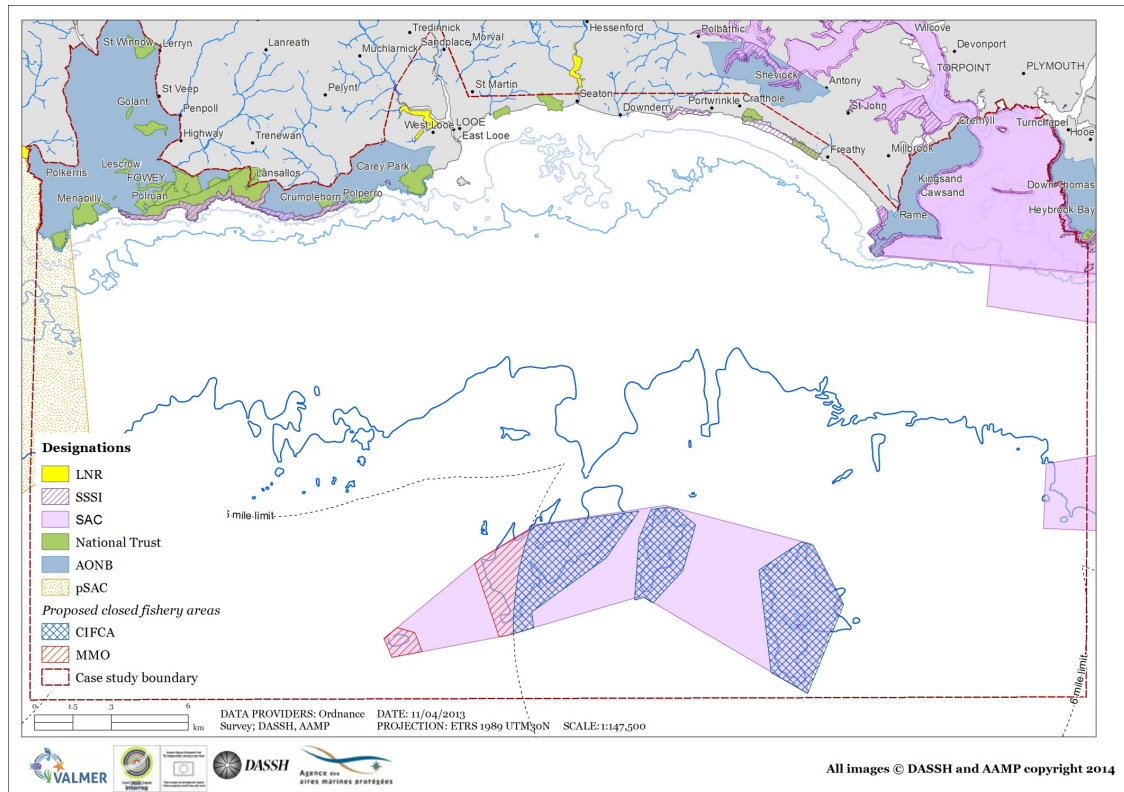 Tredinnick
Hessenford
Wilcove
St Winnow
Lerryn
Lanreath
Sandplace
Morval
Polbathic
Devonport
Muchlarnick
TORPOINT
PLYMOUTH
St Veep
Pelynt
St Martin
Sheviock
Antony
Golant
Penpoll
Seaton
Downderry
Portwrinkle
Crafthole
St John
Highway
Trenewan
West Looe
LOOE
East Looe
Cremyll
Turnchapel
Hooe
Lescrow
FOWEY
Lansallos
Carey Park
Freathy
Millbrook
Polkerris
Kingsand
Cawsand
Down Thomas
Menabilly
Polruan
Crumplehorn
Polperro
Rame
Heybrook Bay
Designations
LNR
SSSI
SAC
National Trust
AONB
pSAC
Proposed closed fishery areas
CIFCA
MMO
Case study boundary
mile limit
6 mile limit
0 1.5 3 6
km
DATA PROVIDERS: Ordnance
Survey; DASSH, AAMP
DATE: 11/04/2013
PROJECTION: ETRS 1989 UTM30N
SCALE:1:147,500
VALMER
interreg
DASSH
Agence des
aires marines protégées
All images © DASSH and AAMP copyright 2014